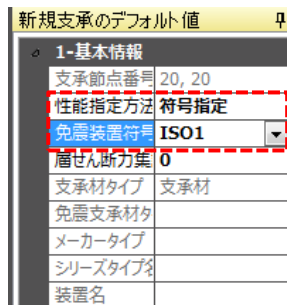 新規支承のデフォルト値
1-基本情報
支承節点番号 20, 20
性能指定方法 符号指定
免震装置符号 ISO1
層せん断力集 0
支承材タイプ 支承材
免震支承材タ
メーカータイプ
シリーズタイプ名
装置名